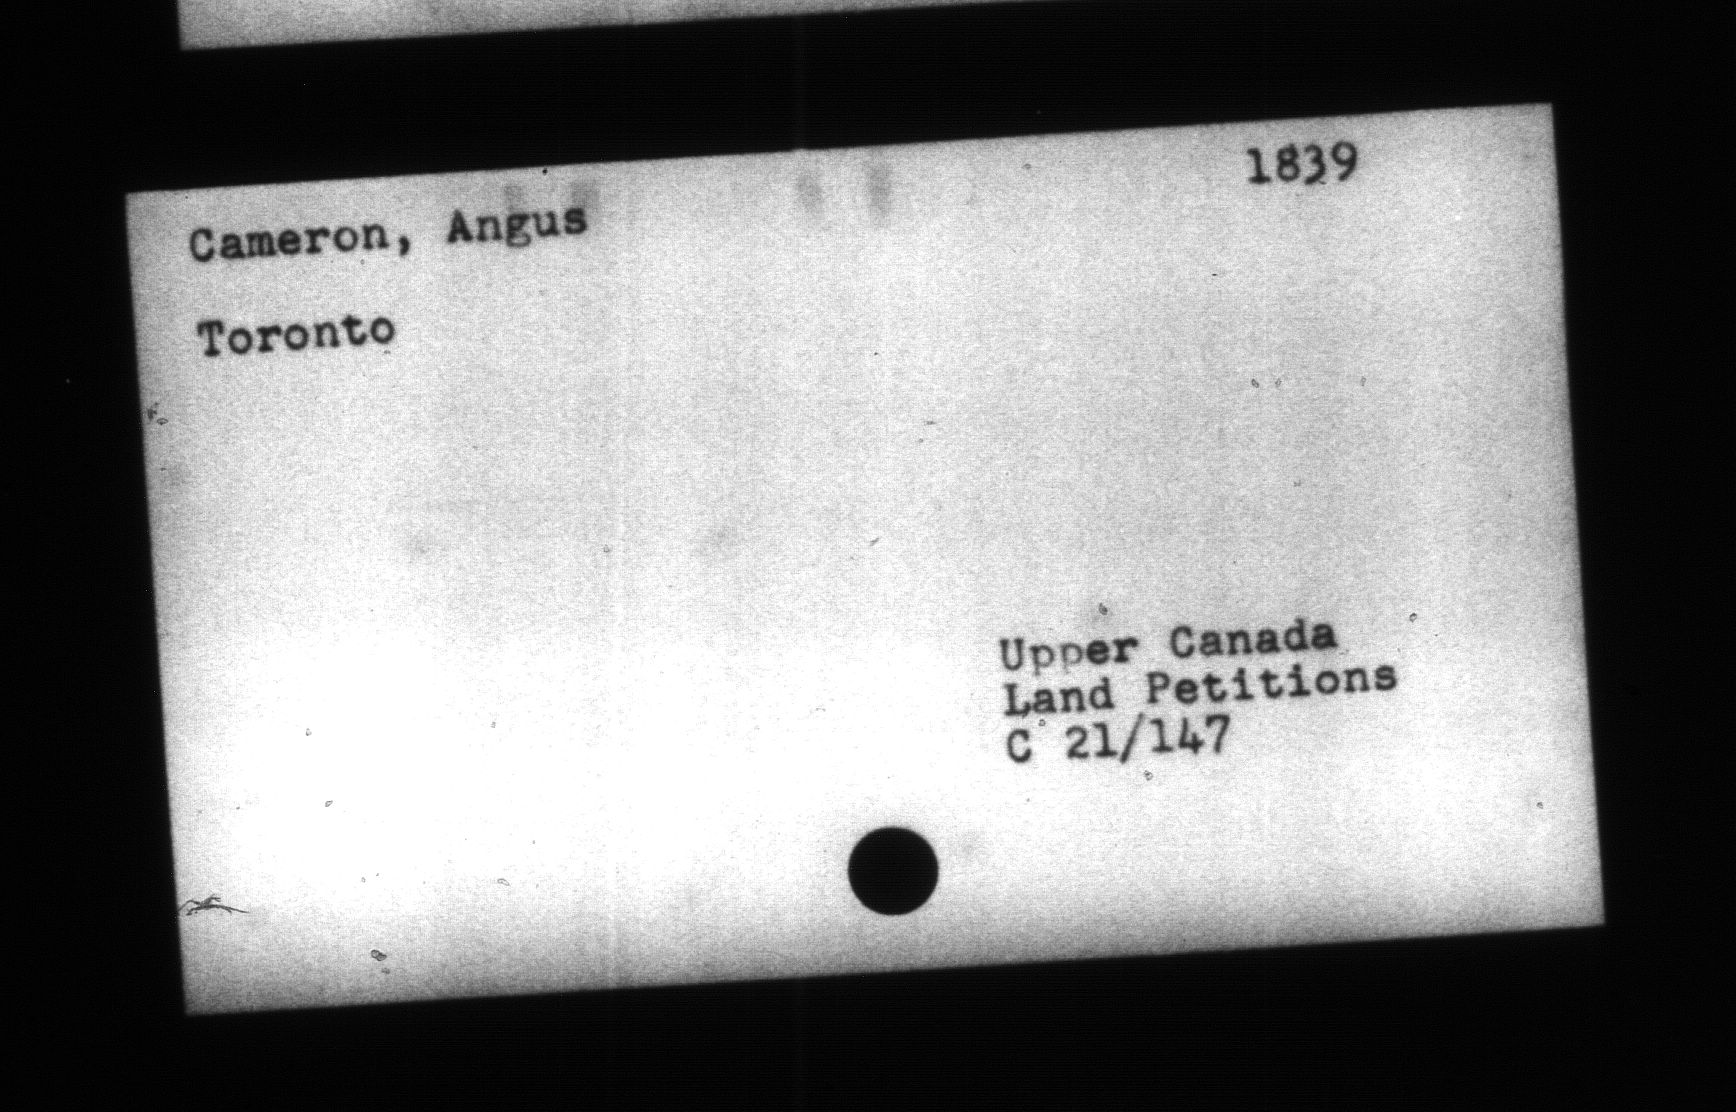 1839
Cameron, Angus
Toronto
Upper Canada
Land Petitions
C 21/147